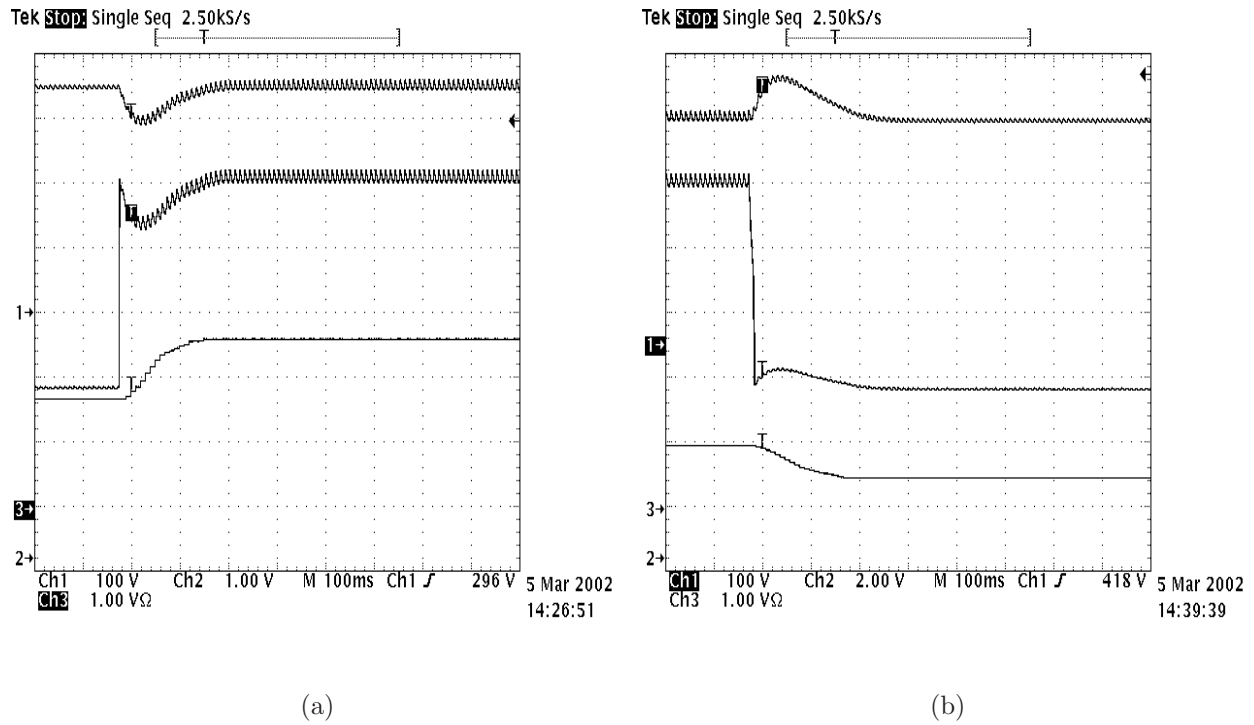 Tek Stop: Single Seq 2.50kS/s
T
T
T
T
1→
3→
2→
Ch1 100 V Ch2 1.00 V M 100ms Ch1 ƒ 296 V
Ch3 1.00 VΩ
5 Mar 2002
14:26:51
(a)
Tek Stop: Single Seq 2.50kS/s
T
T
T
T
1→
3→
2→
Ch1 100 V Ch2 2.00 V M 100ms Ch1 ƒ 418 V
Ch3 1.00 VΩ
5 Mar 2002
14:39:39
(b)